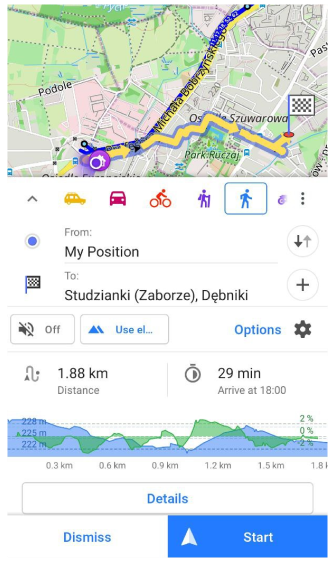 Podole
Michała Bobrzyńskiego
Osiedle Szuwarowa
Park Ruczaj
From:
My Position
To:
Studzianki (Zaborze), Dębniki
Off
Use el...
Options
1.88 km
29 min
Distance
Arrive at 18:00
228 m
2 %
225 m
0 %
222 m
-2 %
0.3 km
0.6 km
0.9 km
1.2 km
1.5 km
1.8 k
Details
Dismiss
Start